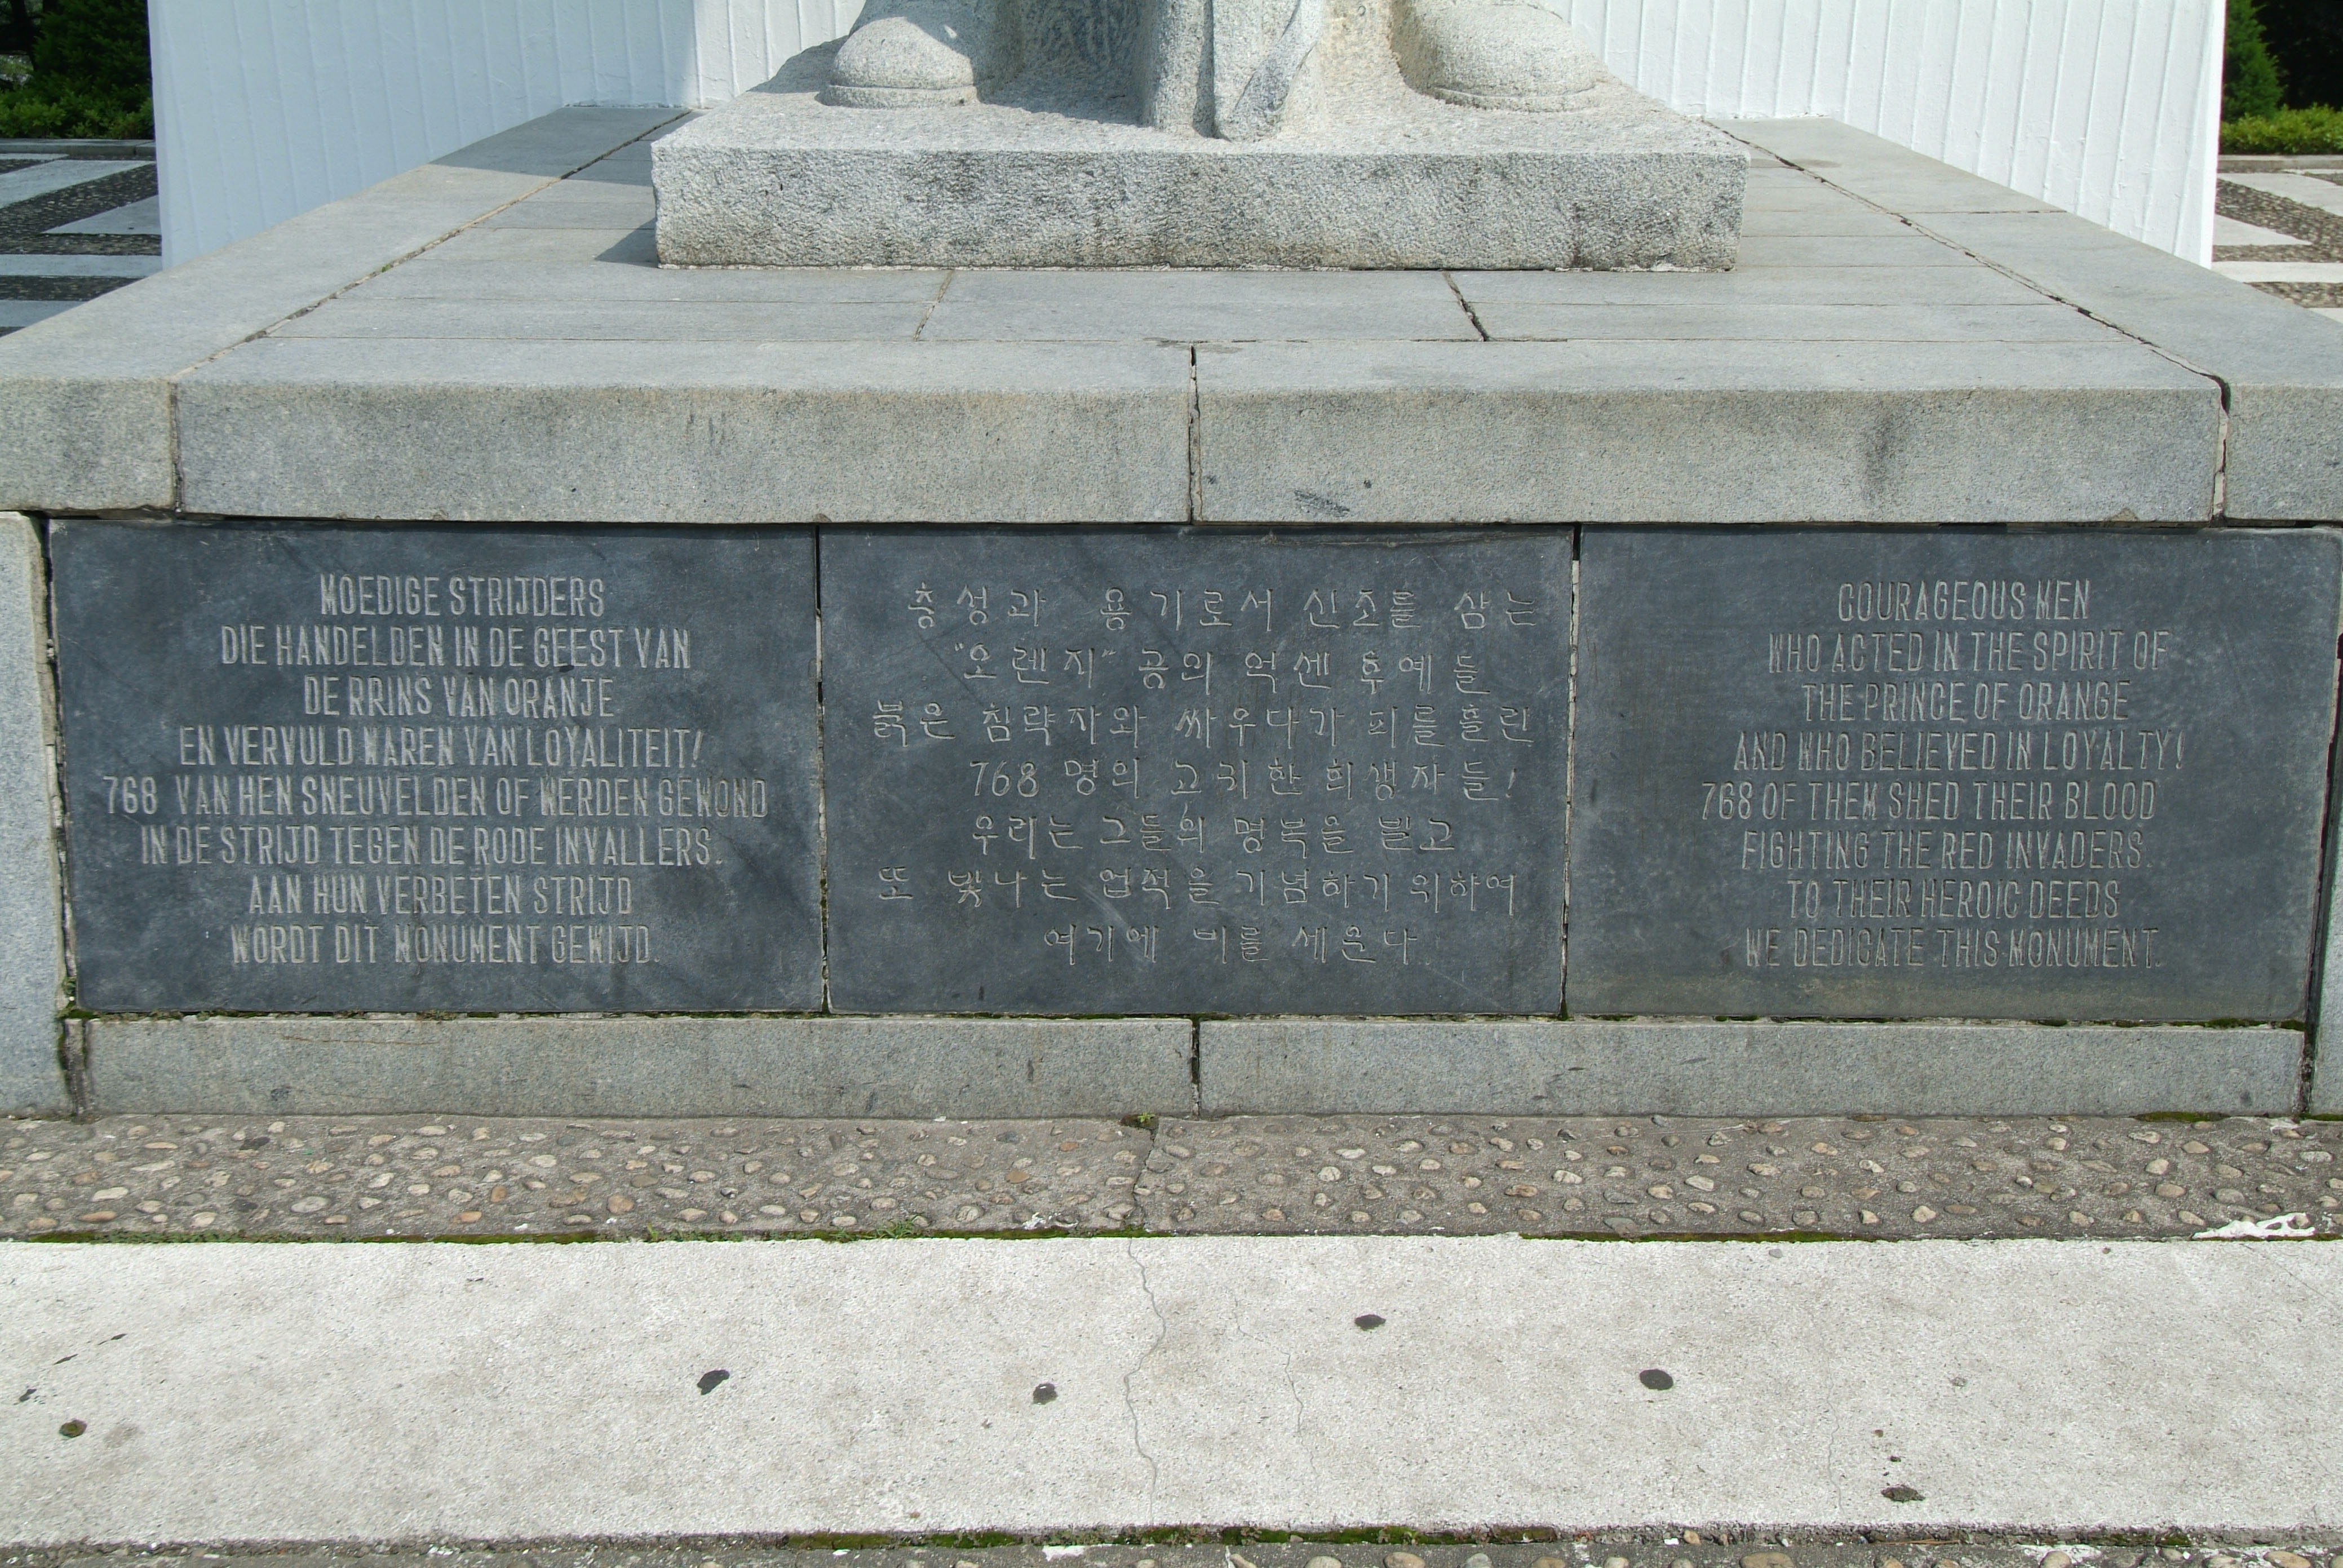 MOEDIGE STRIJDERS
DIE HANDELDEN IN DE GEEST VAN
DE RRINS VAN ORANJE
EN VERVULD WAREN VAN LOYALITEIT!
768 VAN HEN SNEUVELDEN OF WERDEN GEWOND
IN DE STRIJD TEGEN DE RODE INVALLERS.
AAN HUN VERBETEN STRIJD
WORDT DIT MONUMENT GEWIJD.
충성과 용기로서 신조를 삼는
"오렌지" 공의 억센 후예들
붉은 침략자와 싸우다가 피를 흘린
768 명의 고귀한 희생자들!
우리는 그들의 명복을 빌고
또 빛나는 업적을 기념하기 위하여
여기에 비를 세운다.
COURAGEOUS MEN
WHO ACTED IN THE SPIRIT OF
THE PRINCE OF ORANGE
AND WHO BELIEVED IN LOYALTY!
768 OF THEM SHED THEIR BLOOD
FIGHTING THE RED INVADERS.
TO THEIR HEROIC DEEDS
WE DEDICATE THIS MONUMENT.